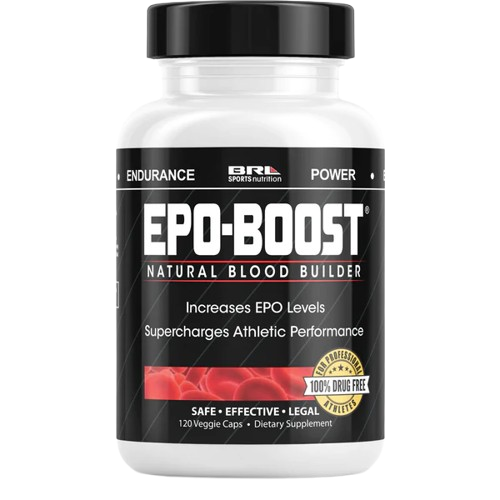 BRL
SPORTS nutrition
• ENDURANCE
POWER •
EPO-BOOST®
NATURAL BLOOD BUILDER
Increases EPO Levels
Supercharges Athletic Performance
FOR PROFESSIONAL
100% DRUG FREE
ATHLETES
SAFE • EFFECTIVE • LEGAL
120 Veggie Caps • Dietary Supplement